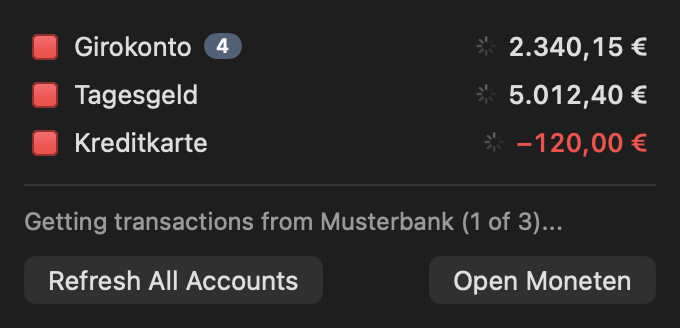 Girokonto 4 2.340,15 €
Tagesgeld 5.012,40 €
Kreditkarte −120,00 €
Getting transactions from Musterbank (1 of 3)...
Refresh All Accounts Open Moneten